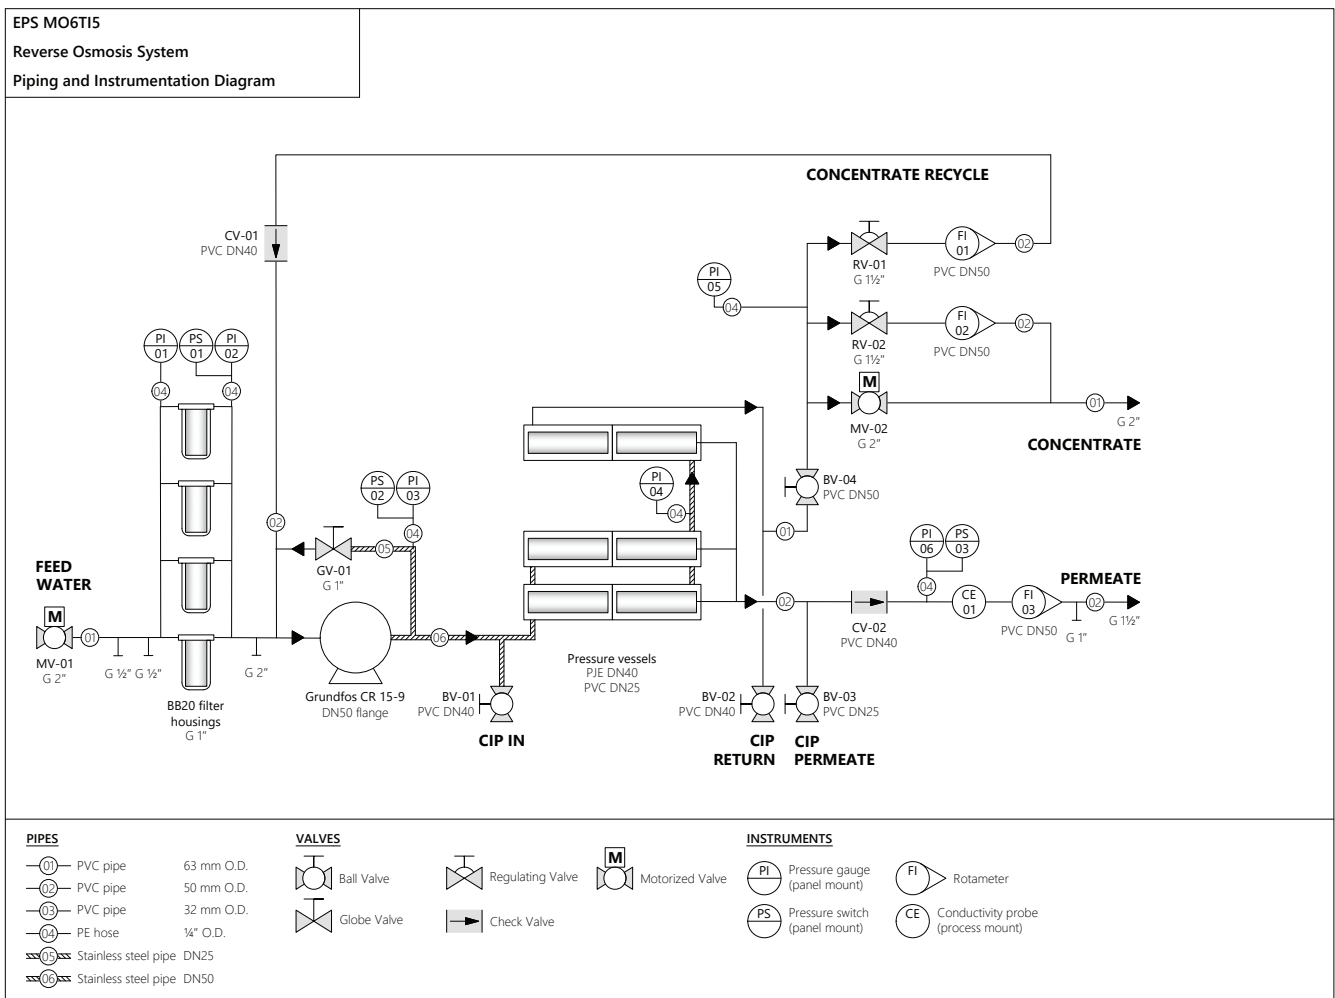 EPS MO6TI5
Reverse Osmosis System
Piping and Instrumentation Diagram
CONCENTRATE RECYCLE
CV-01
PVC DN40
FI
01
02
RV-01
G 1½"
PVC DN50
PI
05
04
FI
02
02
RV-02
G 1½"
PVC DN50
PI
01
PS
01
PI
02
04
04
M
MV-02
G 2"
01
G 2"
CONCENTRATE
BV-04
PVC DN50
PS
02
PI
03
PI
04
04
02
04
01
05
GV-01
G 1"
PI
06
PS
03
04
FEED
WATER
M
01
MV-01
G 2"
G ½"
G ½"
G 2"
BB20 filter
housings
G 1"
Grundfos CR 15-9
DN50 flange
06
BV-01
PVC DN40
CIP IN
Pressure vessels
PJE DN40
PVC DN25
02
CV-02
PVC DN40
CE
01
FI
03
PVC DN50
G 1"
PERMEATE
02
G 1½"
BV-02
PVC DN40
BV-03
PVC DN25
CIP
RETURN
CIP
PERMEATE
PIPES
01 PVC pipe 63 mm O.D.
02 PVC pipe 50 mm O.D.
03 PVC pipe 32 mm O.D.
04 PE hose ¼" O.D.
05 Stainless steel pipe DN25
06 Stainless steel pipe DN50
VALVES
Ball Valve
Regulating Valve
M
Motorized Valve
Globe Valve
Check Valve
INSTRUMENTS
PI
Pressure gauge
(panel mount)
FI
Rotameter
PS
Pressure switch
(panel mount)
CE
Conductivity probe
(process mount)